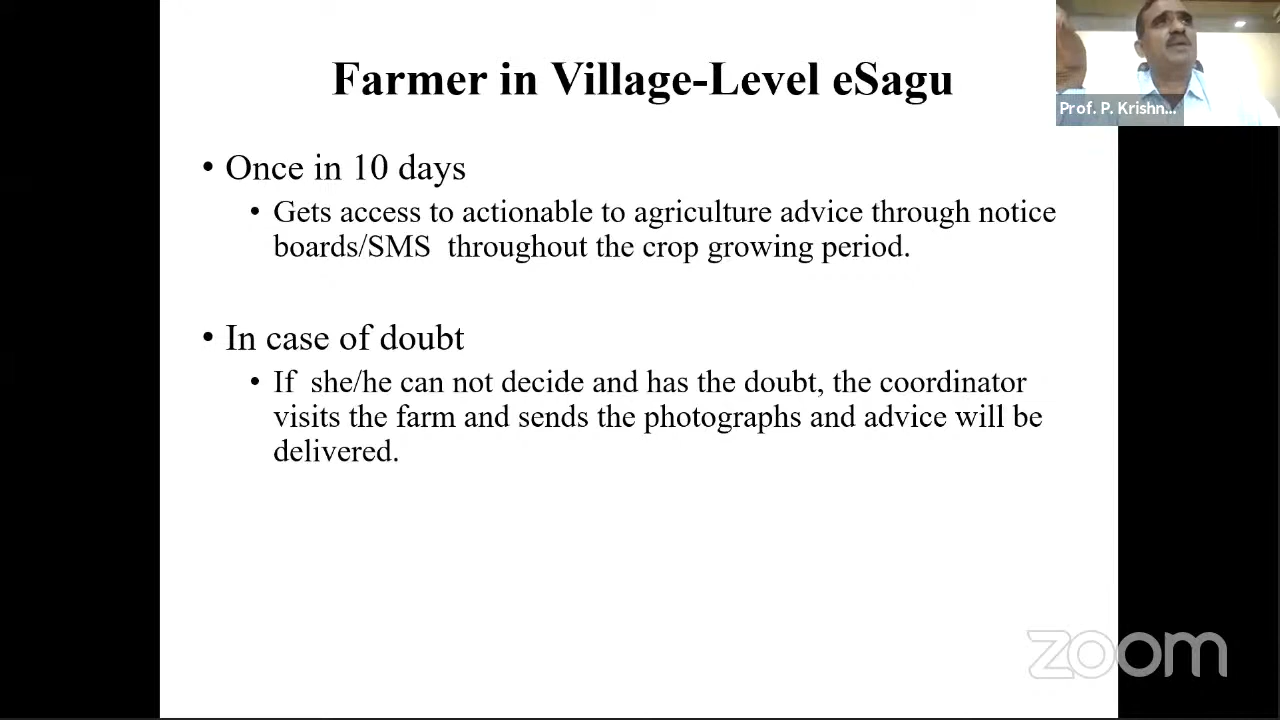 Farmer in Village-Level eSagu
Prof. P. Krishn...
• Once in 10 days
• Gets access to actionable to agriculture advice through notice
boards/SMS throughout the crop growing period.
• In case of doubt
• If she/he can not decide and has the doubt, the coordinator
visits the farm and sends the photographs and advice will be
delivered.
zoom